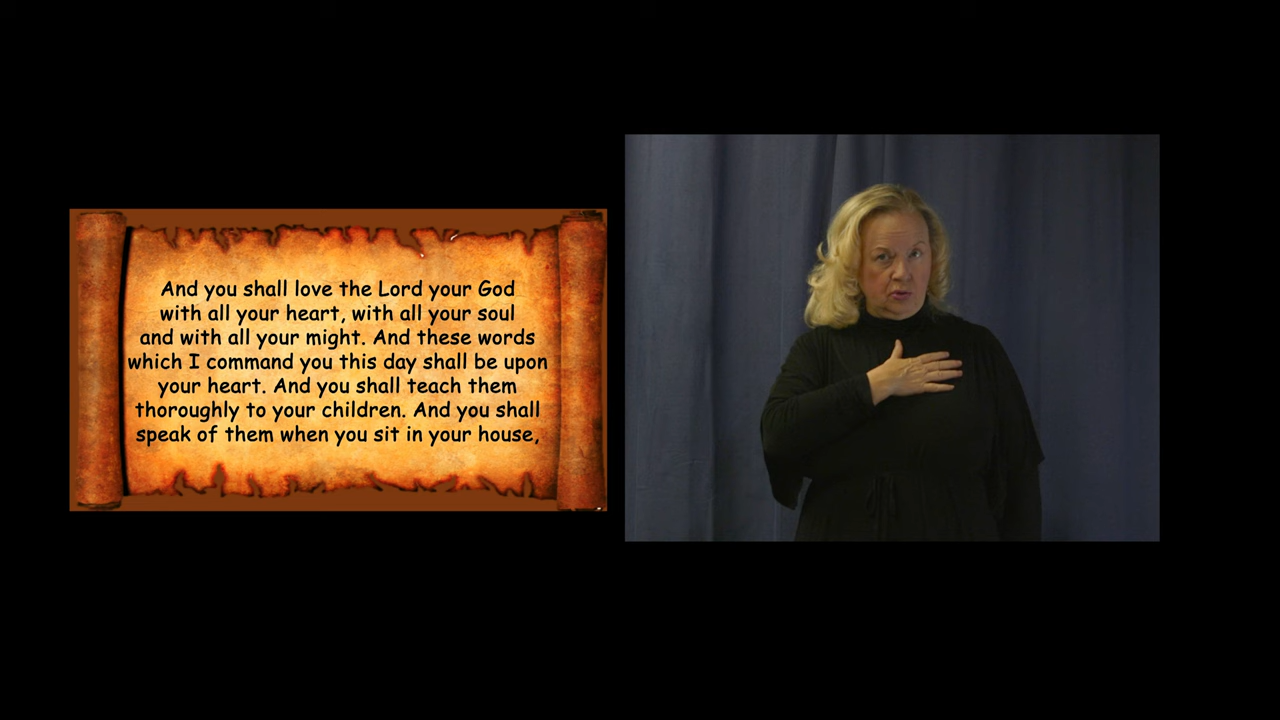 And you shall love the Lord your God
with all your heart, with all your soul
and with all your might. And these words
which I command you this day shall be upon
your heart. And you shall teach them
thoroughly to your children. And you shall
speak of them when you sit in your house,